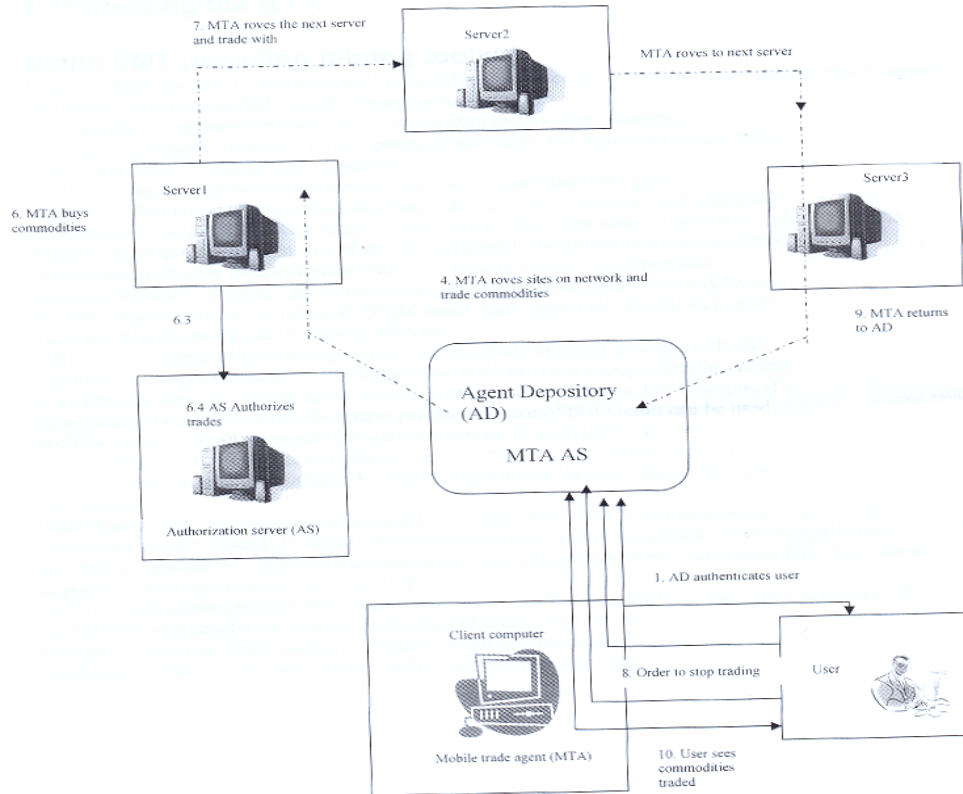 7. MTA roves the next server
and trade with
Server2
MTA roves to next server
Server1
Server3
6. MTA buys
commodities
4. MTA roves sites on network and
trade commodities
6.3
9. MTA returns
to AD
Agent Depository
(AD)
MTA AS
6.4 AS Authorizes
trades
Authorization server (AS)
1. AD authenticates user
Client computer
8. Order to stop trading
User
Mobile trade agent (MTA)
10. User sees
commodities
traded